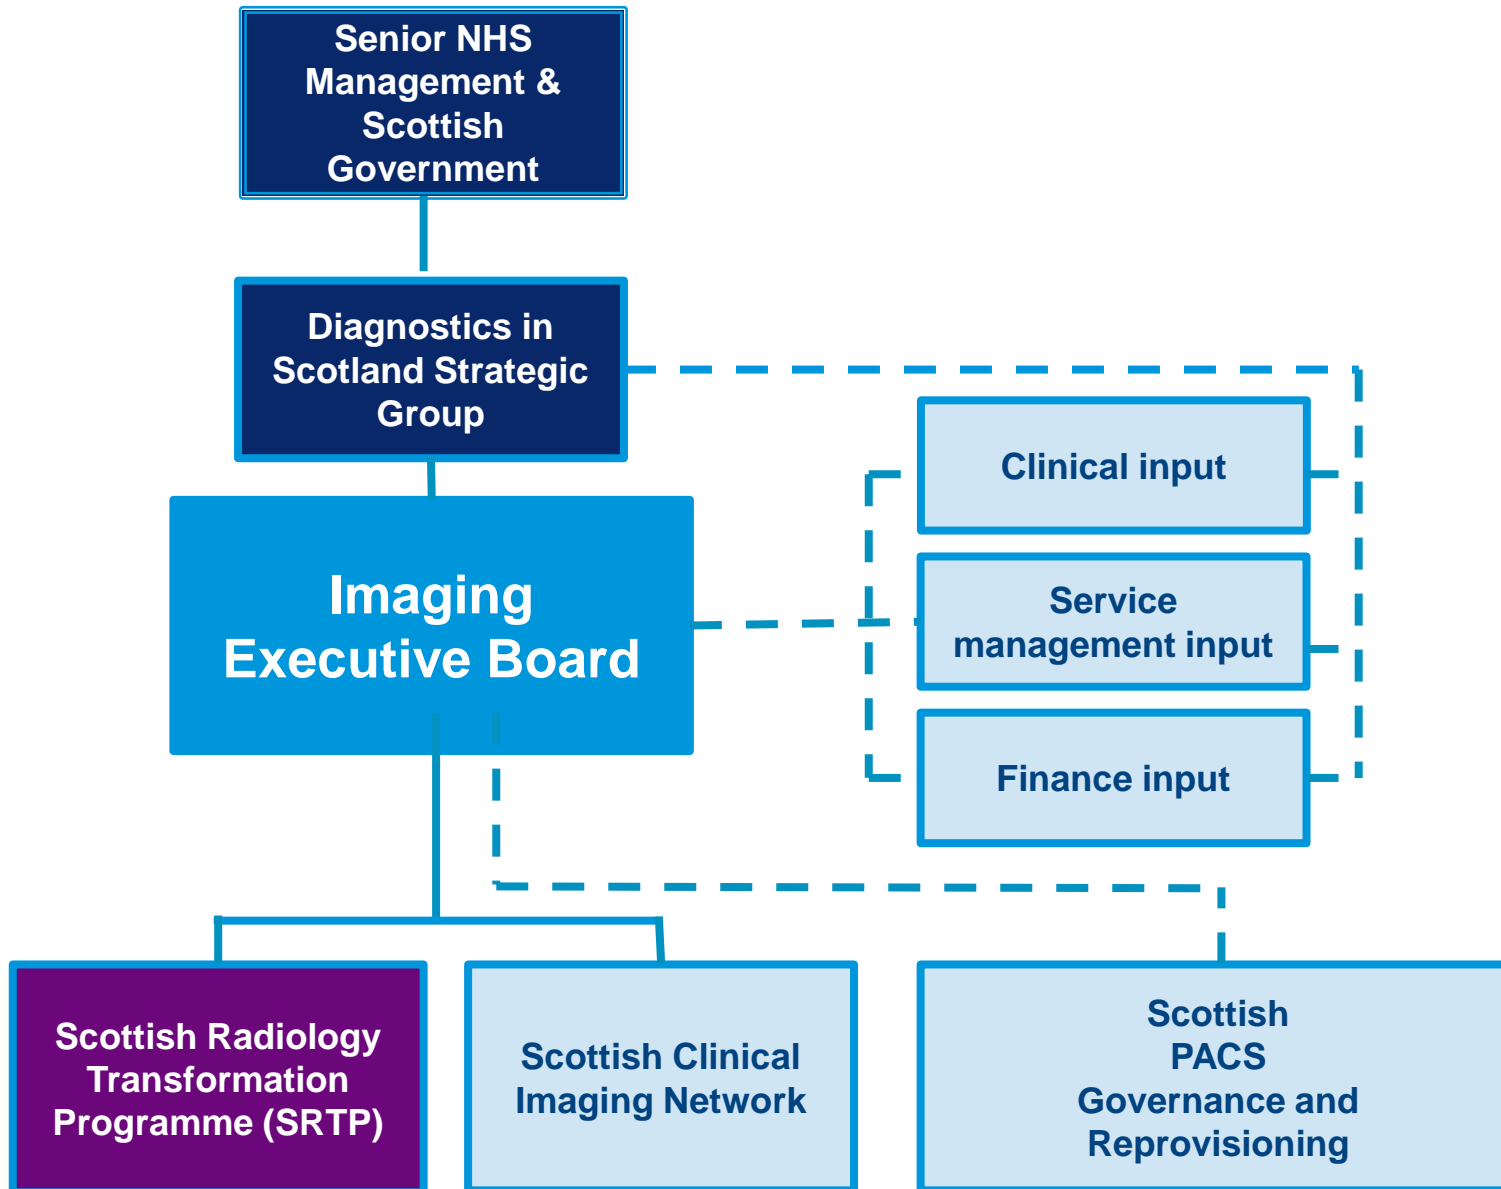 Senior NHS
Management &
Scottish
Government
Diagnostics in
Scotland Strategic
Group
Clinical input
Imaging
Executive Board
Service
management input
Finance input
Scottish Radiology
Transformation
Programme (SRTP)
Scottish Clinical
Imaging Network
Scottish
PACS
Governance and
Reprovisioning